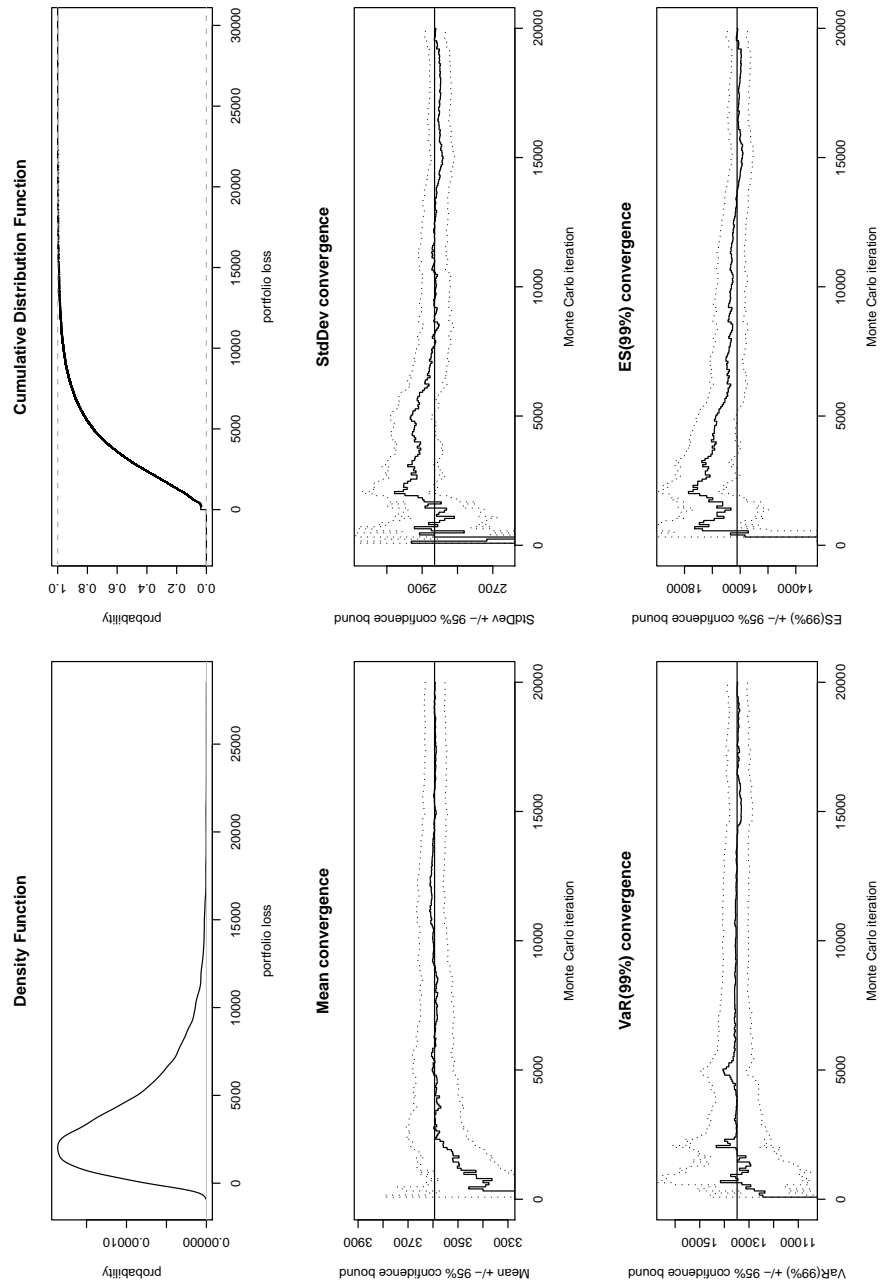 Density Function
probability
0.00000 0.00010
0 5000 10000 15000 20000 25000
portfolio loss
Cumulative Distribution Function
probability
0.0 0.2 0.4 0.6 0.8 1.0
0 5000 10000 15000 20000 25000 30000
portfolio loss
Mean convergence
Mean +/− 95% confidence bound
3300 3500 3700 3900
0 5000 10000 15000 20000
Monte Carlo iteration
StdDev convergence
StdDev +/− 95% confidence bound
2700 2900
0 5000 10000 15000 20000
Monte Carlo iteration
VaR(99%) convergence
VaR(99%) +/− 95% confidence bound
11000 13000 15000
0 5000 10000 15000 20000
Monte Carlo iteration
ES(99%) convergence
ES(99%) +/− 95% confidence bound
14000 16000 18000
0 5000 10000 15000 20000
Monte Carlo iteration